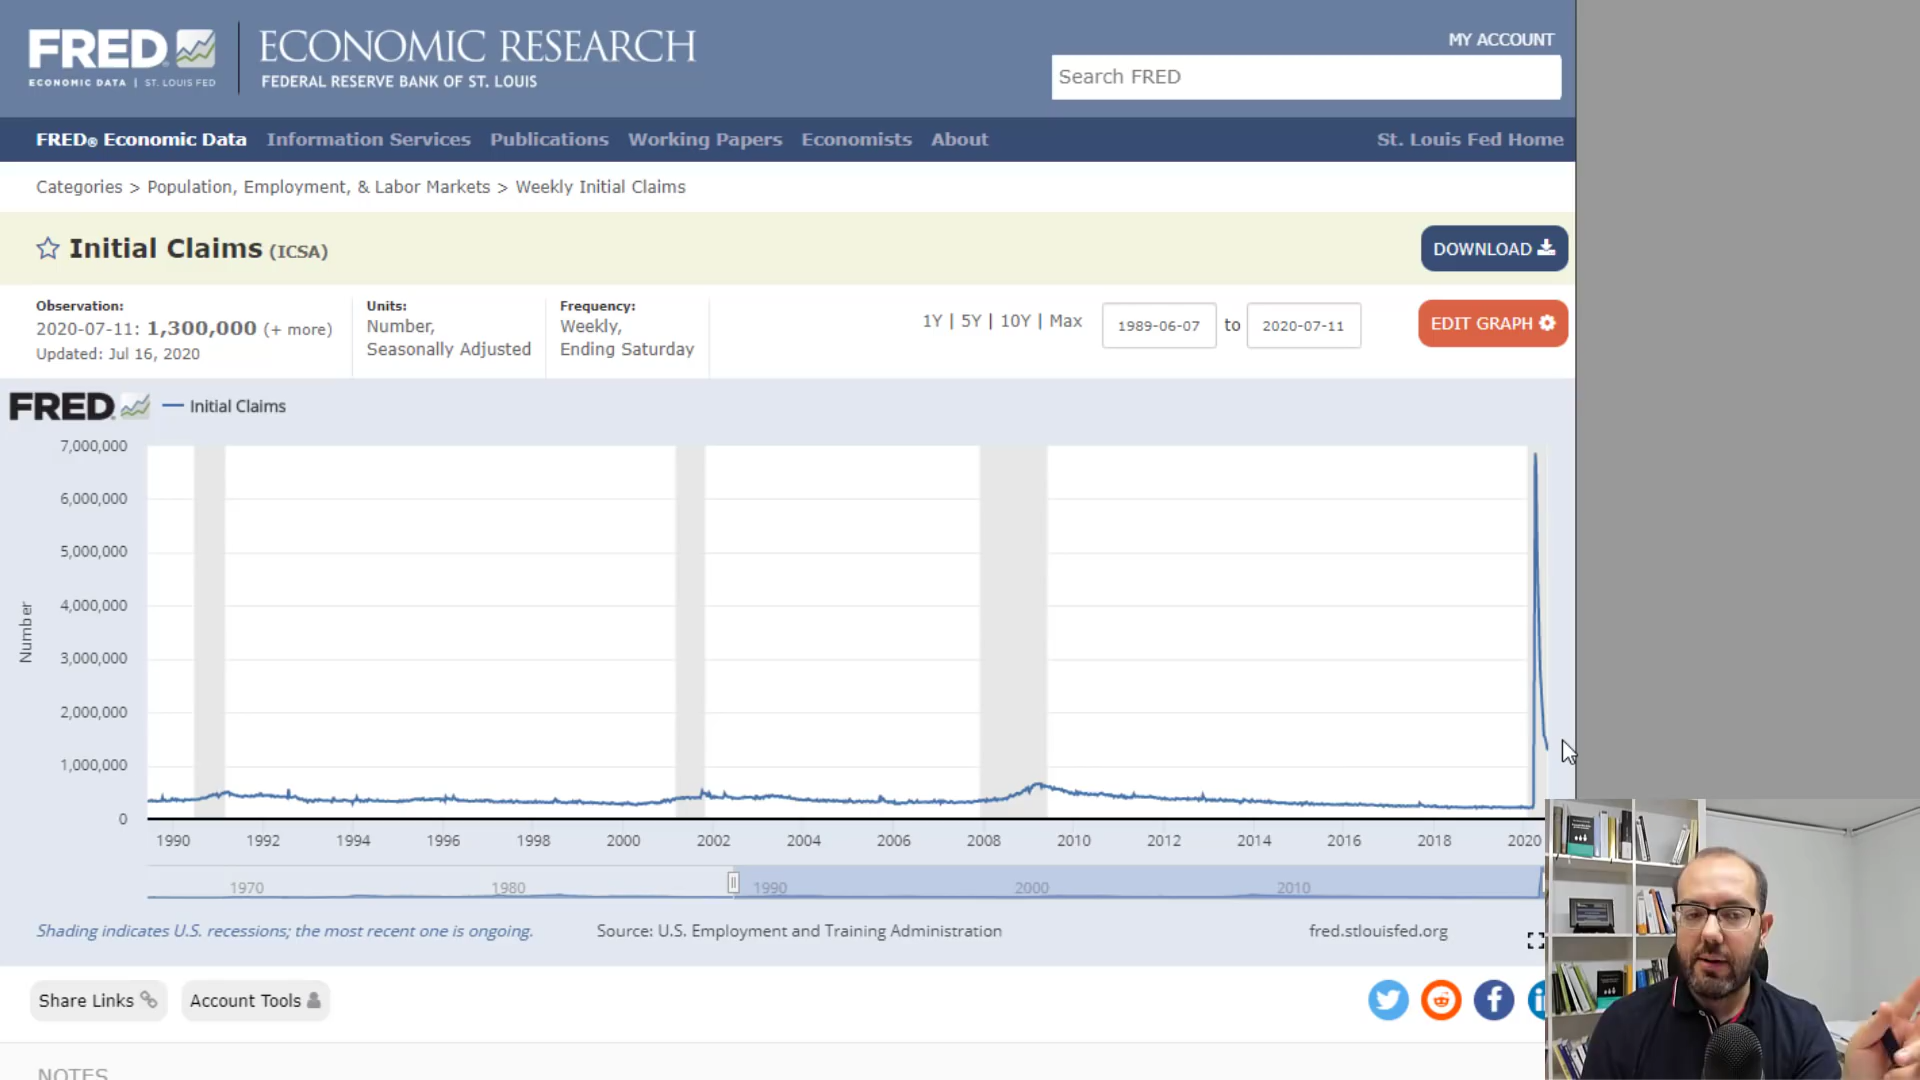 FRED
ECONOMIC DATA | ST. LOUIS FED
ECONOMIC RESEARCH
FEDERAL RESERVE BANK OF ST. LOUIS
MY ACCOUNT
Search FRED
FRED® Economic Data Information Services Publications Working Papers Economists About St. Louis Fed Home
Categories > Population, Employment, & Labor Markets > Weekly Initial Claims
Initial Claims (ICSA)
DOWNLOAD
Observation:
2020-07-11: 1,300,000 (+ more)
Updated: Jul 16, 2020
Units:
Number,
Seasonally Adjusted
Frequency:
Weekly,
Ending Saturday
1Y | 5Y | 10Y | Max
1989-06-07 to 2020-07-11
EDIT GRAPH
FRED
Initial Claims
7,000,000
6,000,000
5,000,000
4,000,000
3,000,000
2,000,000
1,000,000
0
Number
1990 1992 1994 1996 1998 2000 2002 2004 2006 2008 2010 2012 2014 2016 2018 2020
1970 1980 1990 2000 2010
Shading indicates U.S. recessions; the most recent one is ongoing.
Source: U.S. Employment and Training Administration
fred.stlouisfed.org
Share Links
Account Tools
NOTES